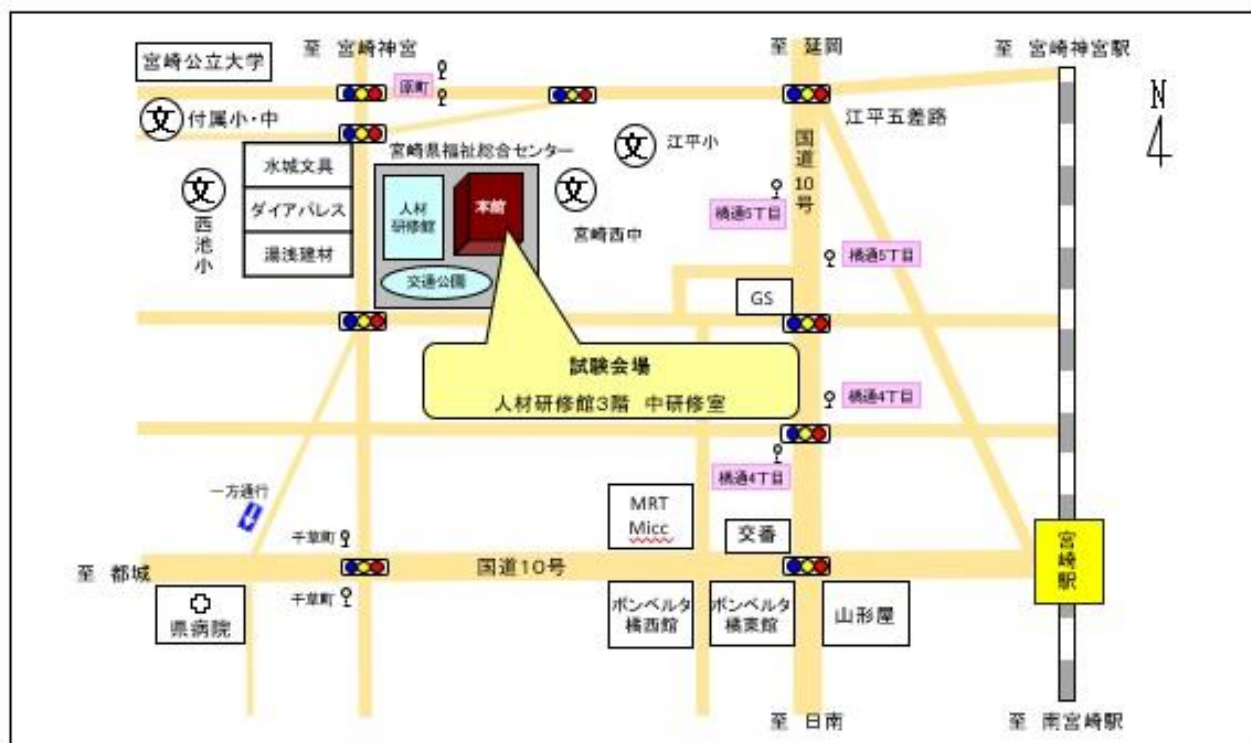 至 宮崎神宮
至 延岡
至 宮崎神宮駅
宮崎公立大学
原町
N
文
付属小・中
江平五差路
水城文具
宮崎県福祉総合センター
文
江平小
国道10号
文
西池小
ダイアパレス
湯浅建材
人材
研修館
本館
文
宮崎西中
橘通5丁目
橘通5丁目
交通公園
GS
試験会場
人材研修館3階 中研修室
橘通4丁目
橘通4丁目
一方通行
MRT
Micc
交番
千草町
至 都城
国道10号
宮崎駅
千草町
県病院
ボンベルタ
橘西館
ボンベルタ
橘東館
山形屋
至 日南
至 南宮崎駅